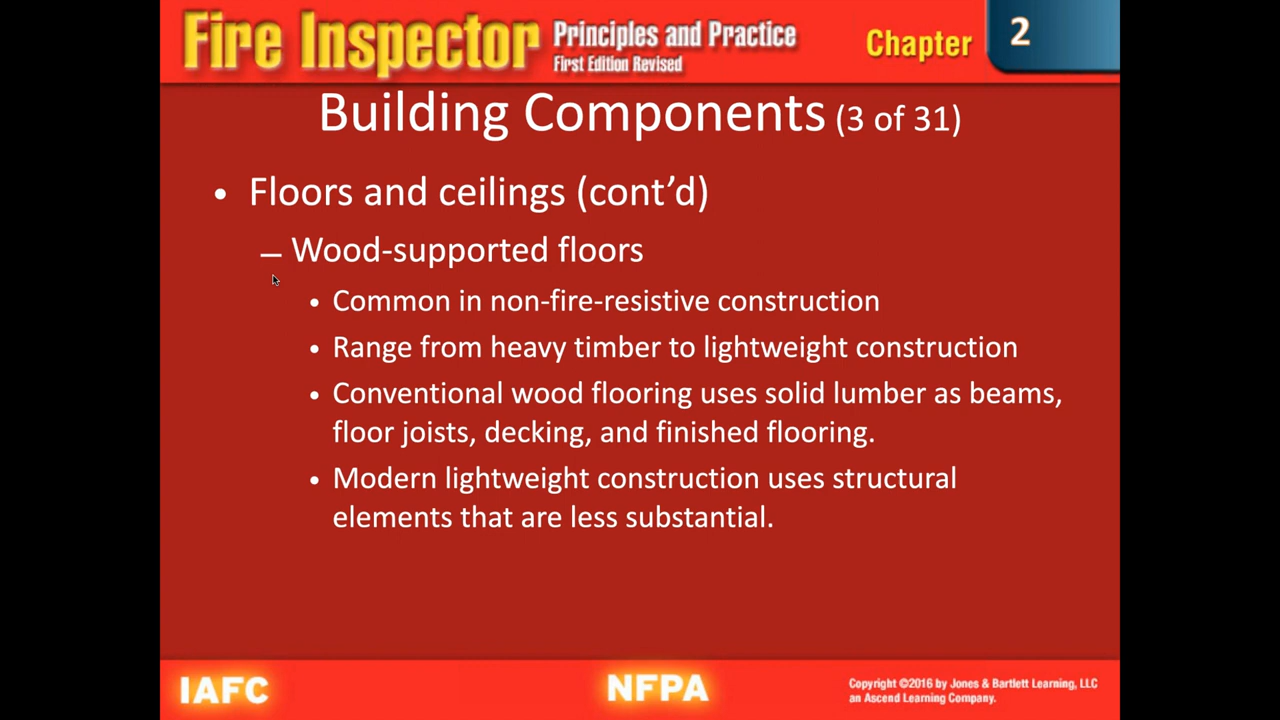 Fire Inspector Principles and Practice
First Edition Revised
Chapter 2
Building Components (3 of 31)
• Floors and ceilings (cont’d)
– Wood-supported floors
• Common in non-fire-resistive construction
• Range from heavy timber to lightweight construction
• Conventional wood flooring uses solid lumber as beams,
floor joists, decking, and finished flooring.
• Modern lightweight construction uses structural
elements that are less substantial.
IAFC
NFPA
Copyright ©2016 by Jones & Bartlett Learning, LLC
an Ascend Learning Company.